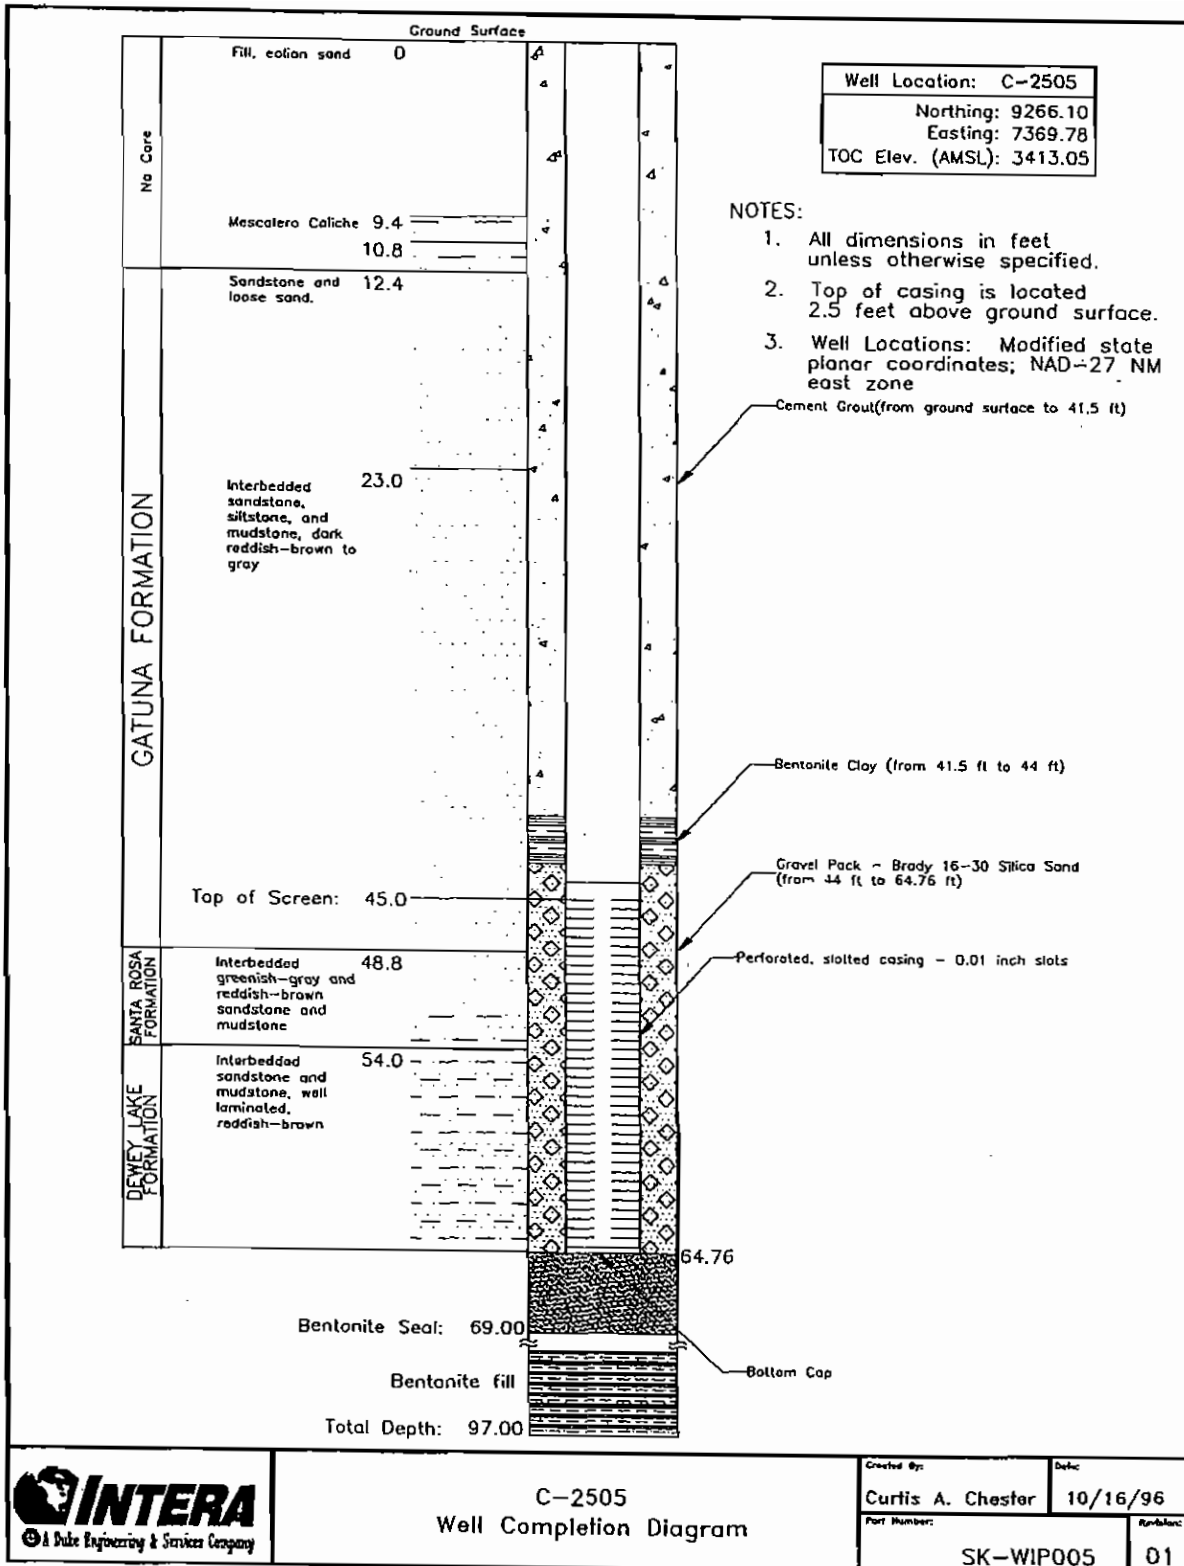 Ground Surface
Fill, eolian sand 0
No Core
Mescalero Caliche 9.4
10.8
Sandstone and 12.4
loose sand.
GATUNA FORMATION
Interbedded 23.0
sandstone,
siltstone, and
mudstone, dark
reddish-brown to
gray
Top of Screen: 45.0
SANTA ROSA
FORMATION
Interbedded 48.8
greenish-gray and
reddish-brown
sandstone and
mudstone
DEWEY LAKE
FORMATION
Interbedded 54.0
sandstone and
mudstone, well
laminated,
reddish-brown
64.76
Bentonite Seal: 69.00
Bentonite fill
Total Depth: 97.00
Well Location: C-2505
Northing: 9266.10
Easting: 7369.78
TOC Elev. (AMSL): 3413.05
NOTES:
1. All dimensions in feet
unless otherwise specified.
2. Top of casing is located
2.5 feet above ground surface.
3. Well Locations: Modified state
planar coordinates; NAD-27 NM
east zone
Cement Grout(from ground surface to 41.5 ft)
Bentonite Clay (from 41.5 ft to 44 ft)
Gravel Pack - Brady 16-30 Silica Sand
(from 44 ft to 64.76 ft)
Perforated, slotted casing - 0.01 inch slots
Bottom Cap
INTERA
A Duke Engineering & Services Company
C-2505
Well Completion Diagram
Created By:
Curtis A. Chester
Date:
10/16/96
Part Number:
SK-WIP005
Revision:
01